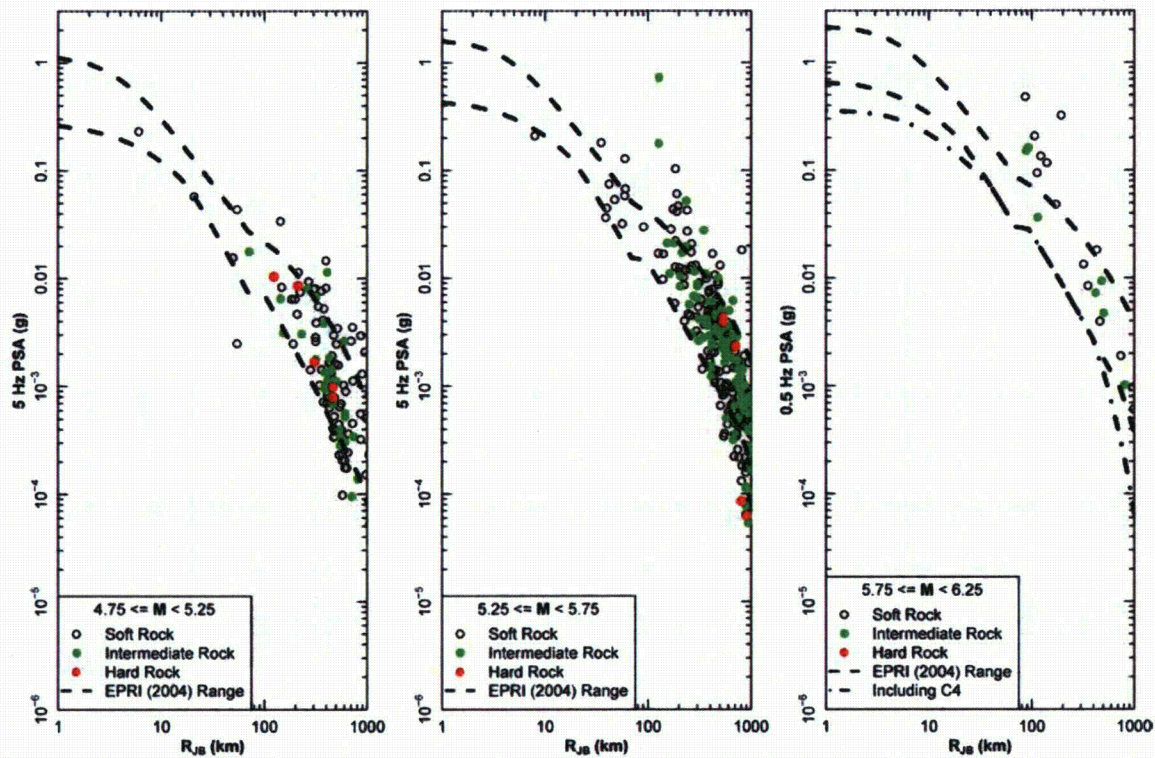 5 Hz PSA (g)
1
0.1
0.01
10⁻³
10⁻⁴
10⁻⁵
10⁻⁶
4.75 <= M < 5.25
Soft Rock
Intermediate Rock
Hard Rock
EPRI (2004) Range
1 10 100 1000
R_JB (km)
5 Hz PSA (g)
1
0.1
0.01
10⁻³
10⁻⁴
10⁻⁵
10⁻⁶
5.25 <= M < 5.75
Soft Rock
Intermediate Rock
Hard Rock
EPRI (2004) Range
1 10 100 1000
R_JB (km)
0.5 Hz PSA (g)
1
0.1
0.01
10⁻³
10⁻⁴
10⁻⁵
10⁻⁶
5.75 <= M < 6.25
Soft Rock
Intermediate Rock
Hard Rock
EPRI (2004) Range
Including C4
1 10 100 1000
R_JB (km)